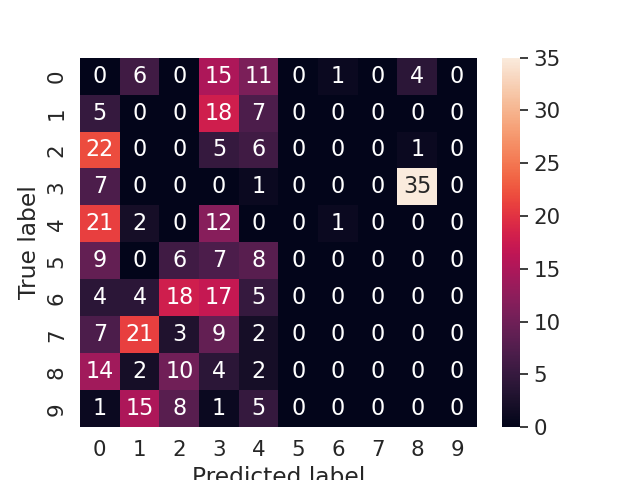 0 0 6 0 15 11 0 1 0 4 0 35
1 5 0 0 18 7 0 0 0 0 0 30
2 22 0 0 5 6 0 0 0 1 0 25
3 7 0 0 0 1 0 0 0 35 0
4 21 2 0 12 0 0 1 0 0 0 20
5 9 0 6 7 8 0 0 0 0 0 15
6 4 4 18 17 5 0 0 0 0 0
7 7 21 3 9 2 0 0 0 0 0 10
8 14 2 10 4 2 0 0 0 0 0 5
9 1 15 8 1 5 0 0 0 0 0 0
True label
0 1 2 3 4 5 6 7 8 9
Predicted label